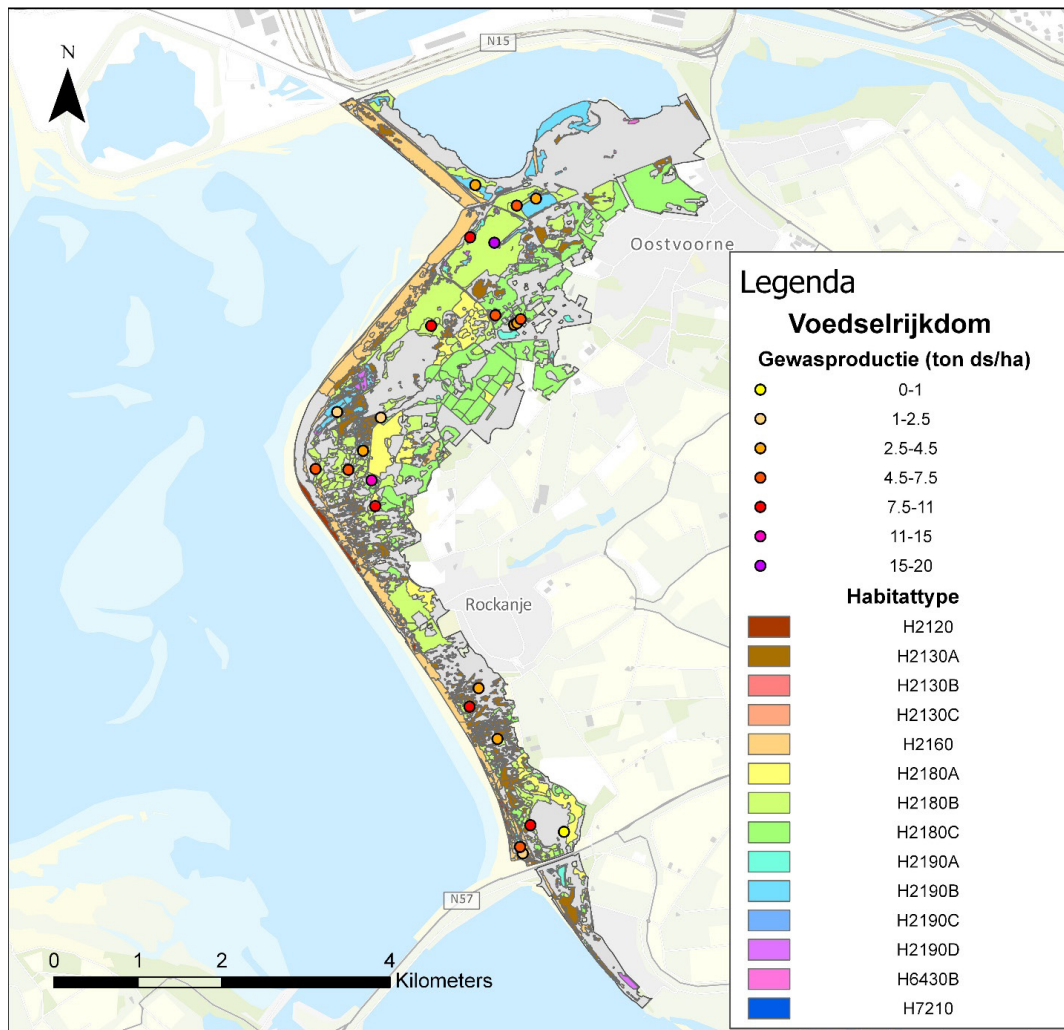 N15
N
Oostvoorne
Legenda
Voedselrijkdom
Gewasproductie (ton ds/ha)
0-1
1-2.5
2.5-4.5
4.5-7.5
7.5-11
11-15
15-20
Habitattype
H2120
H2130A
H2130B
H2130C
H2160
H2180A
H2180B
H2180C
H2190A
H2190B
H2190C
H2190D
H6430B
H7210
Rockanje
N57
0 1 2 4
Kilometers